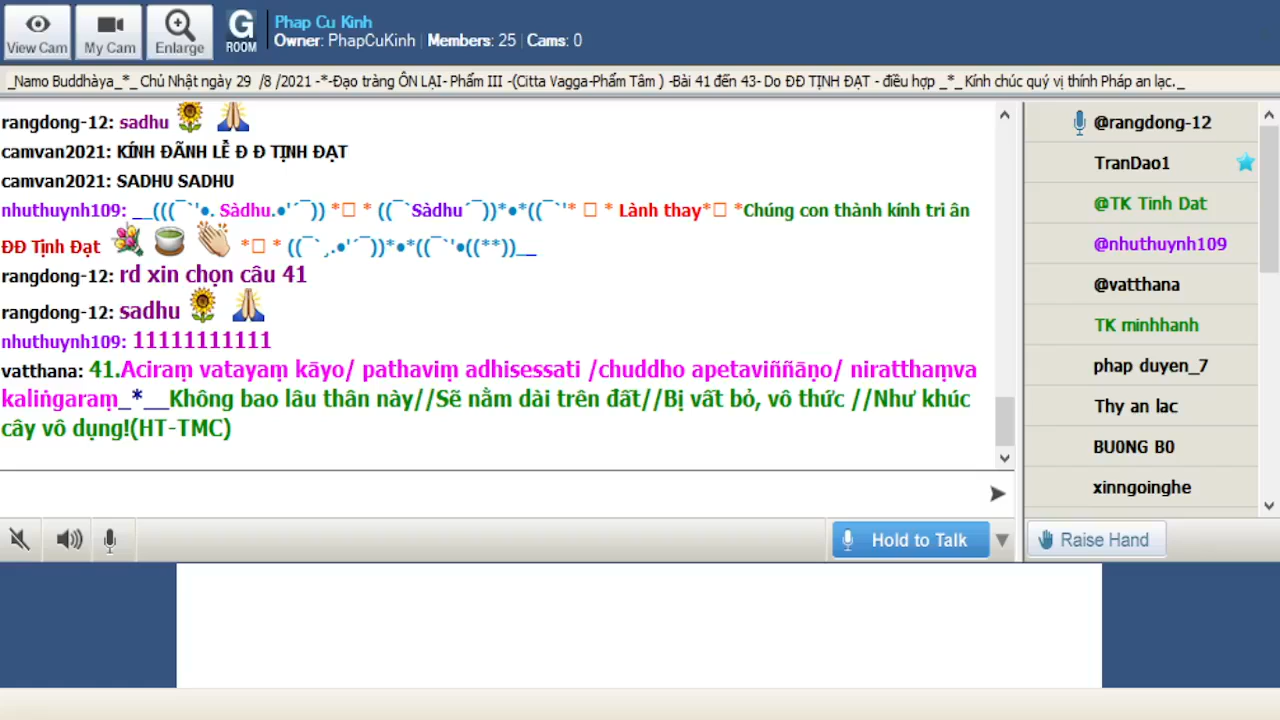 View Cam
My Cam
Enlarge
G
ROOM
Phap Cu Kinh
Owner: PhapCuKinh | Members: 25 | Cams: 0
_Namo Buddhàya_*_ Chủ Nhật ngày 29 /8 /2021 -*-Đạo tràng ÔN LẠI- Phẩm III -(Citta Vagga-Phẩm Tâm ) -Bài 41 đến 43- Do ĐĐ TỊNH ĐẠT - điều hợp _*_ Kính chúc quý vị thính Pháp an lạc._
rangdong-12: sadhu
camvan2021: KÍNH ĐÃNH LỄ Đ Đ TỊNH ĐẠT
camvan2021: SADHU SADHU
nhuthuynh109: __(((¯`'●. Sàdhu.●'´¯)) *▯ * ((¯`Sàdhu´¯))*●*((¯`'* ▯ * Lành thay*▯ *Chúng con thành kính tri ân
ĐĐ Tịnh Đạt *▯ * ((¯`¸.●'´¯))*●*((¯`'●((**))__
rangdong-12: rd xin chọn câu 41
rangdong-12: sadhu
nhuthuynh109: 11111111111
vatthana: 41.Aciraṃ vatayaṃ kāyo/ pathaviṃ adhisessati /chuddho apetaviññāṇo/ niratthaṃva
kaliṅgaraṃ_*__Không bao lâu thân này//Sẽ nằm dài trên đất//Bị vất bỏ, vô thức //Như khúc
cây vô dụng!(HT-TMC)
@rangdong-12
TranDao1
@TK Tinh Dat
@nhuthuynh109
@vatthana
TK minhhanh
phap duyen_7
Thy an lac
BU0NG B0
xinngoinghe
Hold to Talk
Raise Hand